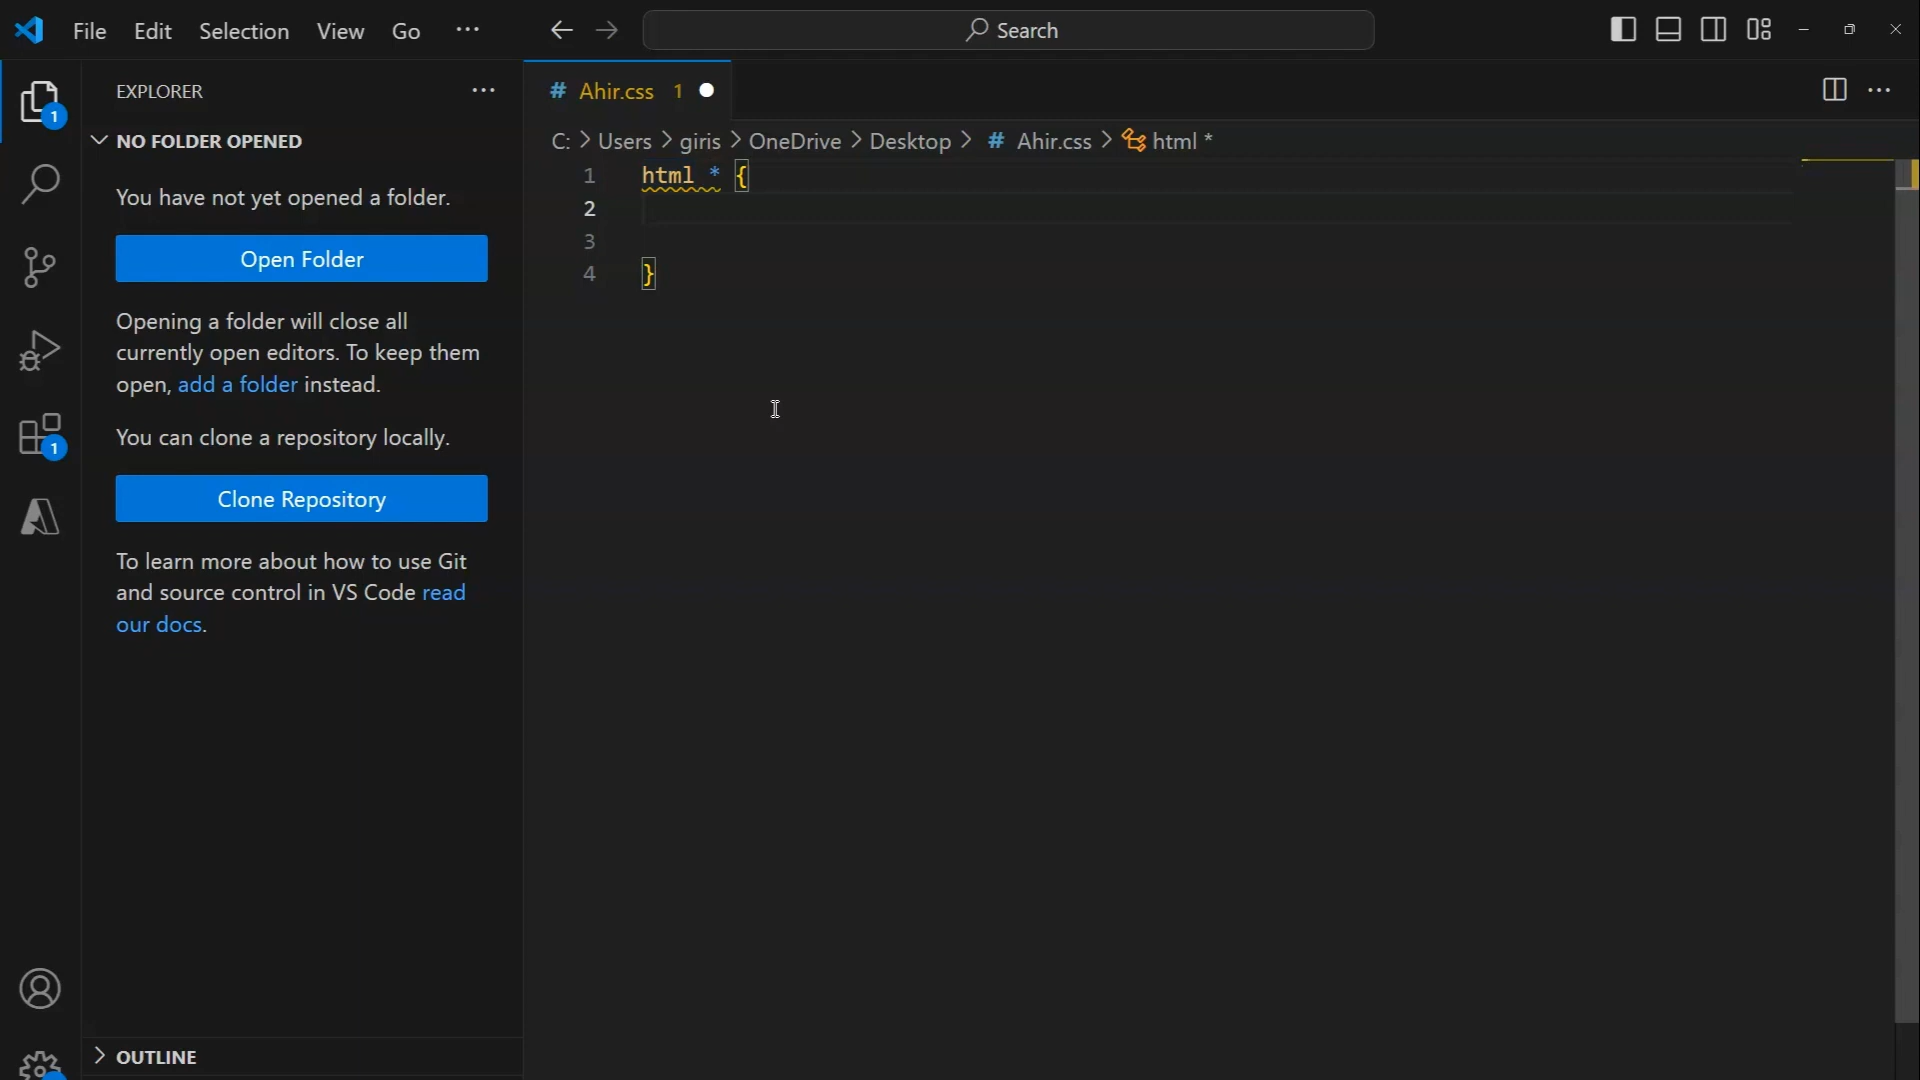 File Edit Selection View Go ··· Search
EXPLORER ···
NO FOLDER OPENED
You have not yet opened a folder.
Open Folder
Opening a folder will close all
currently open editors. To keep them
open, add a folder instead.
You can clone a repository locally.
Clone Repository
To learn more about how to use Git
and source control in VS Code read
our docs.
OUTLINE
1
1
# Ahir.css 1
C: > Users > giris > OneDrive > Desktop > # Ahir.css > html *
1 html * {
2
3
4 }